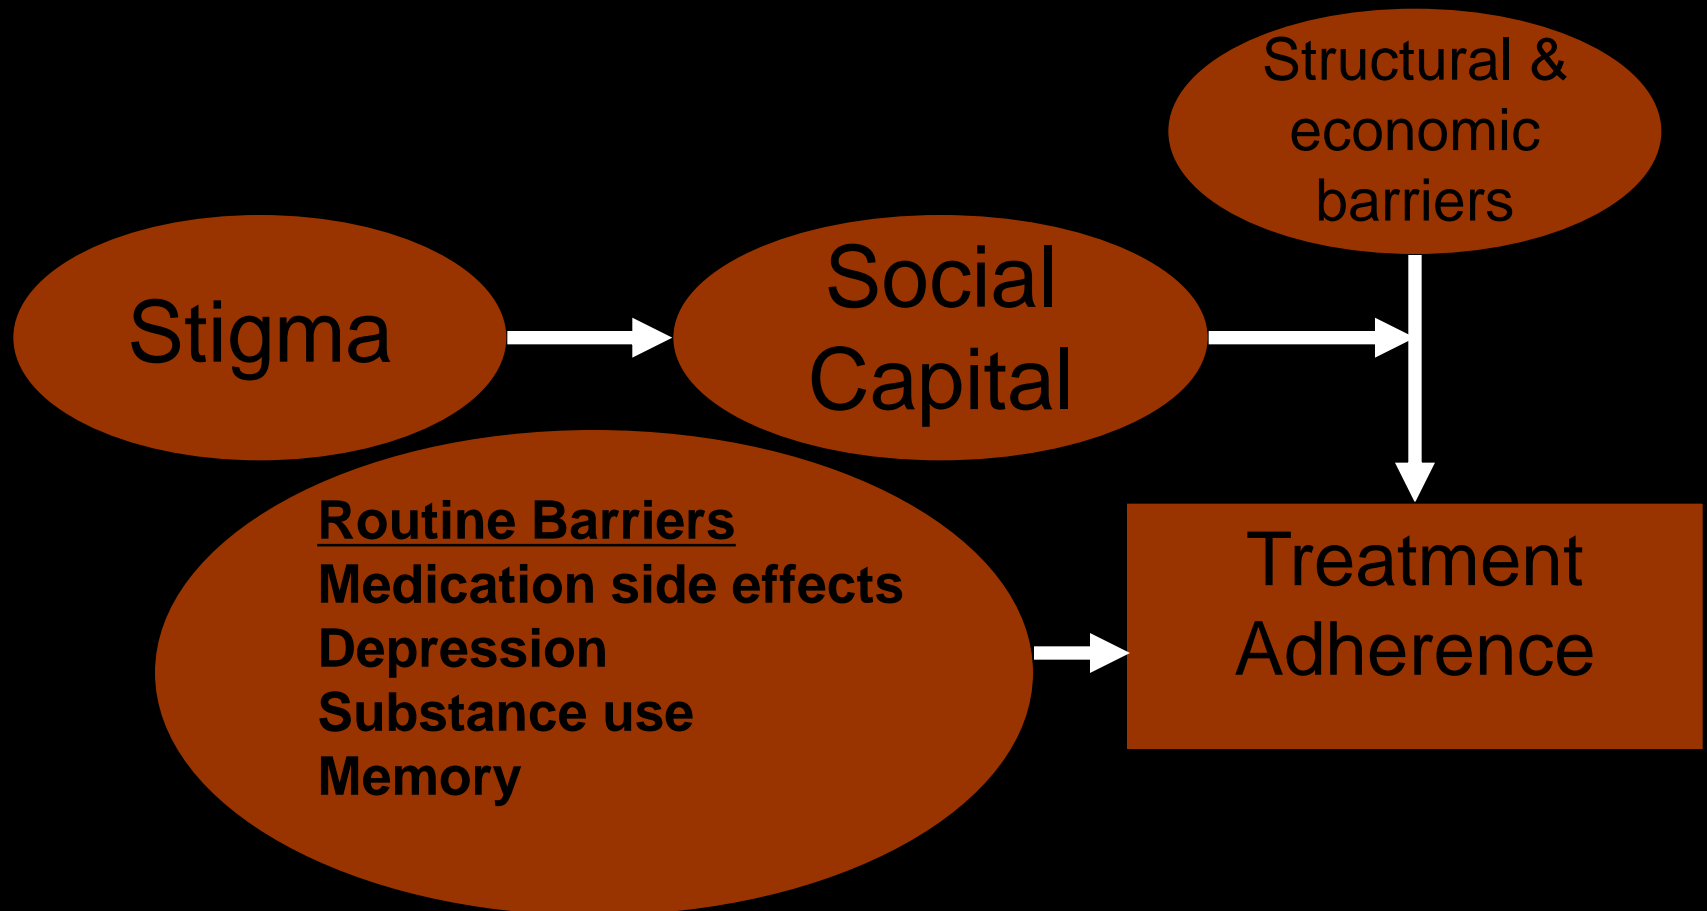 Structural &
economic
barriers
Stigma
Social
Capital
Routine Barriers
Medication side effects
Depression
Substance use
Memory
Treatment
Adherence